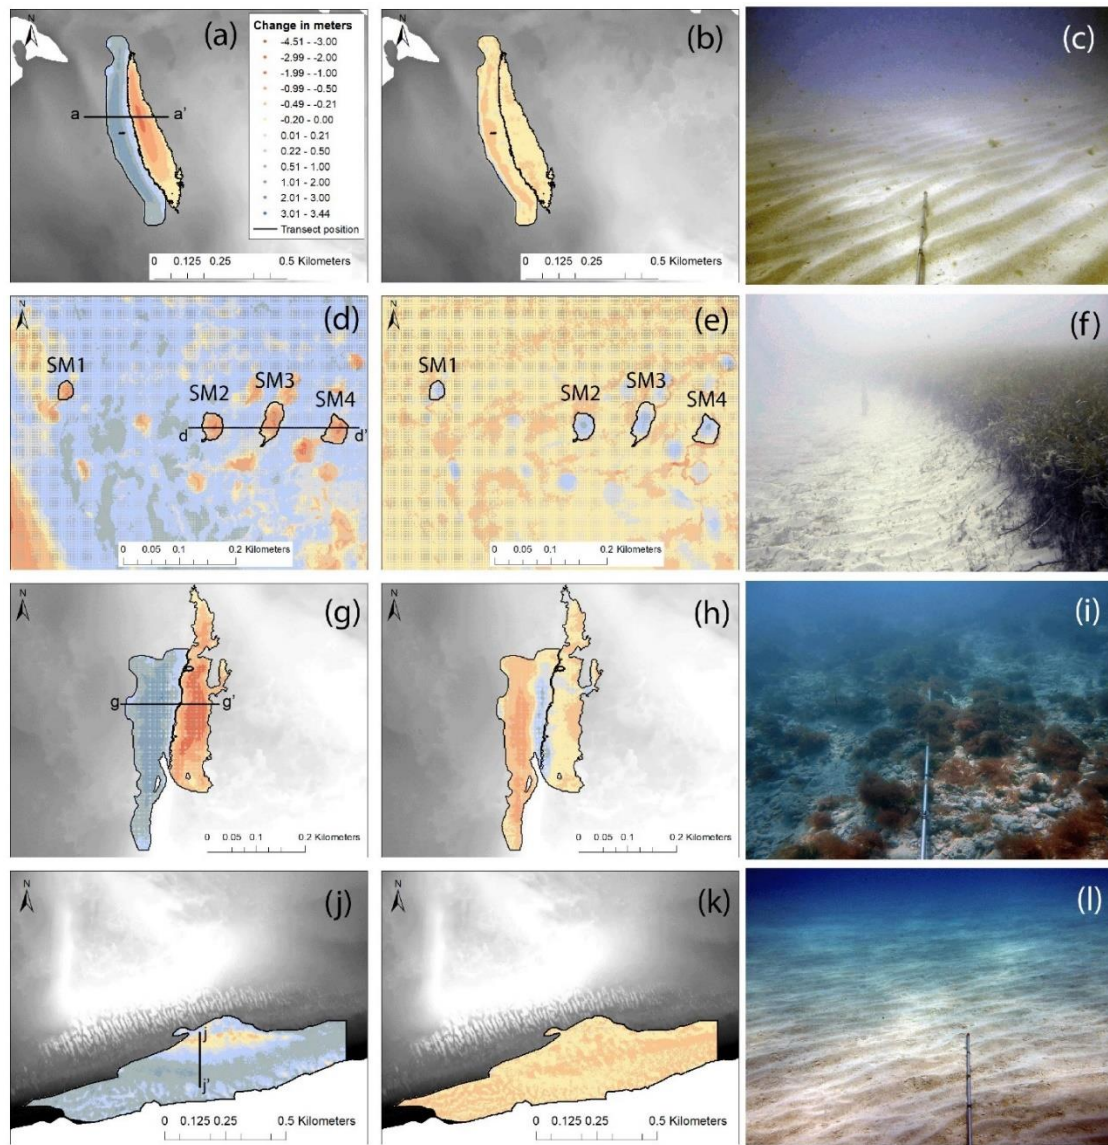 N
(a)
Change in meters
-4.51 - -3.00
-2.99 - -2.00
-1.99 - -1.00
-0.99 - -0.50
-0.49 - -0.21
-0.20 - 0.00
0.01 - 0.21
0.22 - 0.50
0.51 - 1.00
1.01 - 2.00
2.01 - 3.00
3.01 - 3.44
Transect position
a a'
0 0.125 0.25 0.5 Kilometers
N
(b)
0 0.125 0.25 0.5 Kilometers
(c)
N
(d)
SM1
SM2
SM3
SM4
d d'
0 0.05 0.1 0.2 Kilometers
N
(e)
SM1
SM2
SM3
SM4
0 0.05 0.1 0.2 Kilometers
(f)
N
(g)
g g'
0 0.05 0.1 0.2 Kilometers
N
(h)
0 0.05 0.1 0.2 Kilometers
(i)
N
(j)
j
j'
0 0.125 0.25 0.5 Kilometers
N
(k)
0 0.125 0.25 0.5 Kilometers
(l)